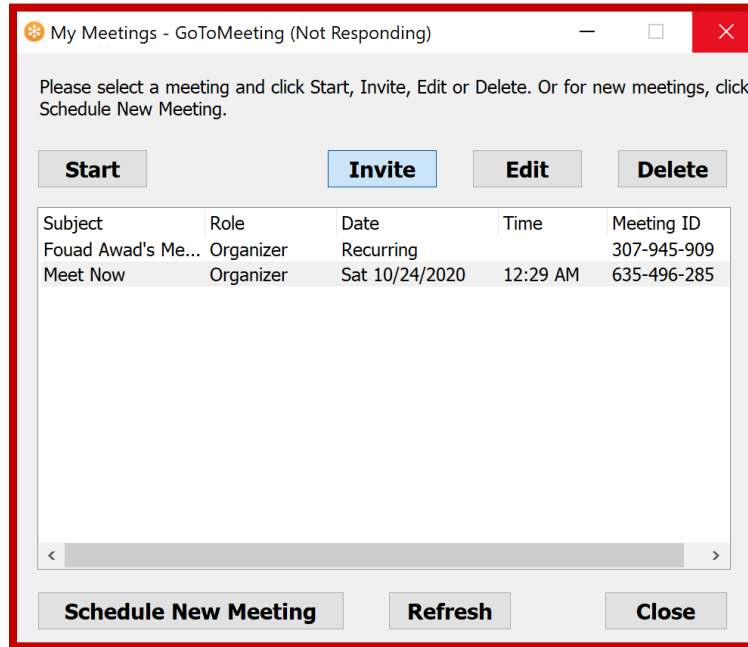 My Meetings - GoToMeeting (Not Responding)
Please select a meeting and click Start, Invite, Edit or Delete. Or for new meetings, click
Schedule New Meeting.
Start Invite Edit Delete
Subject Role Date Time Meeting ID
Fouad Awad's Me... Organizer Recurring 307-945-909
Meet Now Organizer Sat 10/24/2020 12:29 AM 635-496-285
Schedule New Meeting Refresh Close